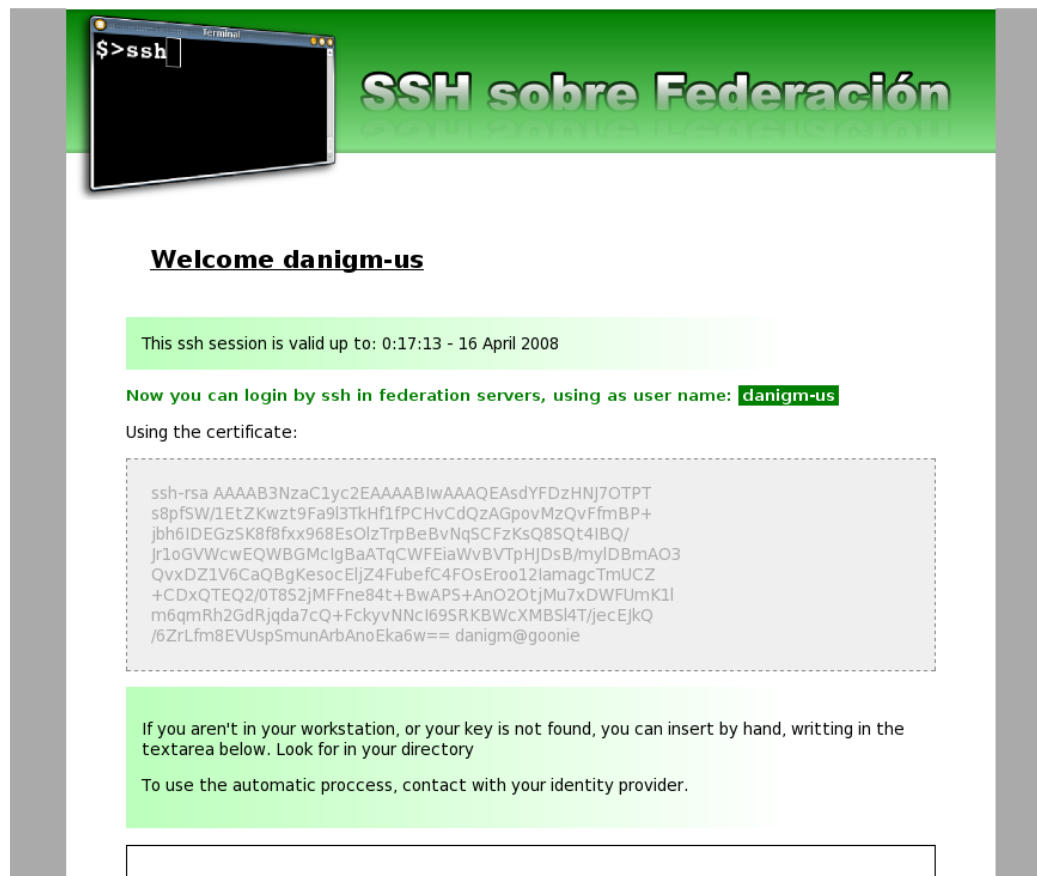 Terminal
$>ssh
SSH sobre Federación
Welcome danigm-us
This ssh session is valid up to: 0:17:13 - 16 April 2008
Now you can login by ssh in federation servers, using as user name: danigm-us
Using the certificate:
ssh-rsa AAAAB3NzaC1yc2EAAAABIwAAAQEAsdYFDzHNJ7OTPT
s8pfSW/1EtZKwzt9Fa9l3TkHf1fPCHvCdQzAGpovMzQvFfmBP+
jbh6IDEGzSK8f8fxx968EsOlzTrpBeBvNqSCFzKsQ8SQt4IBQ/
Jr1oGVWcwEQWBGMcIgBaATqCWFEiaWvBVTpHJDsB/mylDBmAO3
QvxDZ1V6CaQBgKesocEljZ4FubefC4FOsEroo12IamagcTmUCZ
+CDxQTEQ2/0T8S2jMFFne84t+BwAPS+AnO2OtjMu7xDWFUmK1l
m6qmRh2GdRjqda7cQ+FckyvNNcI69SRKBWcXMBSl4T/jecEJkQ
/6ZrLfm8EVUspSmunArbAnoEka6w== danigm@goonie
If you aren't in your workstation, or your key is not found, you can insert by hand, writting in the
textarea below. Look for in your directory
To use the automatic proccess, contact with your identity provider.